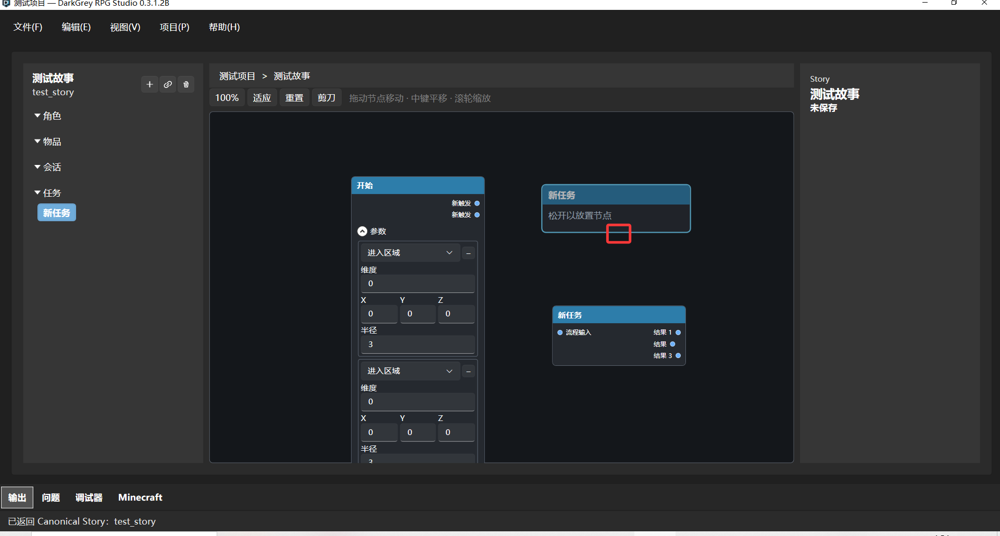 测试项目 — DarkGrey RPG Studio 0.3.1.2B
文件(F) 编辑(E) 视图(V) 项目(P) 帮助(H)
测试故事
test_story
角色
物品
会话
任务
新任务
测试项目 > 测试故事
100% 适应 重置 剪刀 拖动节点移动 · 中键平移 · 滚轮缩放
开始
新触发
新触发
参数
进入区域
维度
0
X Y Z
0 0 0
半径
3
进入区域
维度
0
X Y Z
0 0 0
半径
3
新任务
松开以放置节点
新任务
流程输入 结果 1
结果
结果 3
Story
测试故事
未保存
输出 问题 调试器 Minecraft
已返回 Canonical Story：test_story